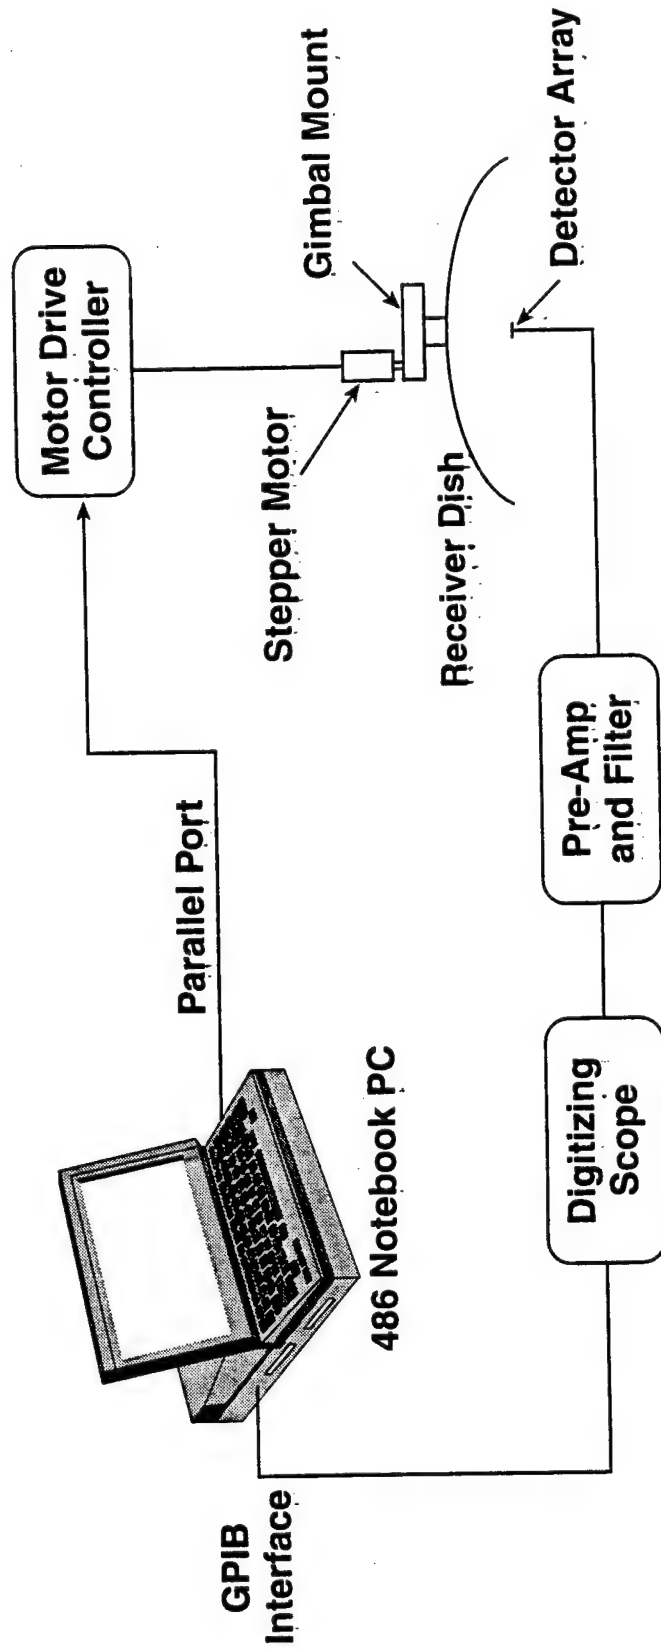 Motor Drive
Controller
Parallel Port
Stepper Motor
Gimbal Mount
GPIB
Interface
486 Notebook PC
Receiver Dish
Detector Array
Digitizing
Scope
Pre-Amp
and Filter